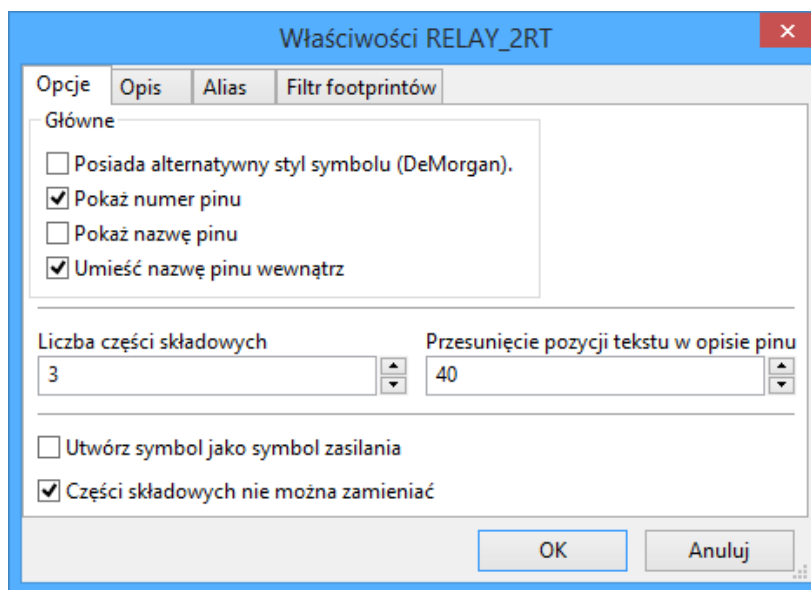 Właściwości RELAY_2RT
Opcje Opis Alias Filtr footprintów
Główne
Posiada alternatywny styl symbolu (DeMorgan).
Pokaż numer pinu
Pokaż nazwę pinu
Umieść nazwę pinu wewnątrz
Liczba części składowych Przesunięcie pozycji tekstu w opisie pinu
3 40
Utwórz symbol jako symbol zasilania
Części składowych nie można zamieniać
OK Anuluj